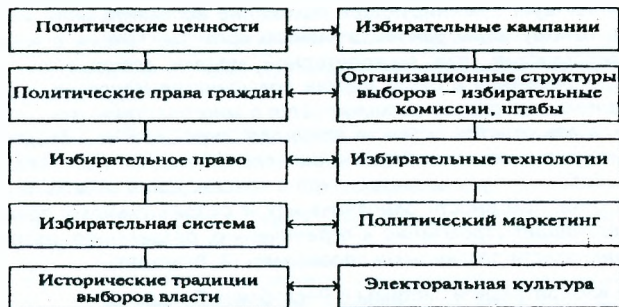 Политические ценности
Избирательные кампании
Политические права граждан
Организационные структуры
выборов — избирательные
комиссии, штабы
Избирательное право
Избирательные технологии
Избирательная система
Политический маркетинг
Исторические традиции
выборов власти
Электоральная культура